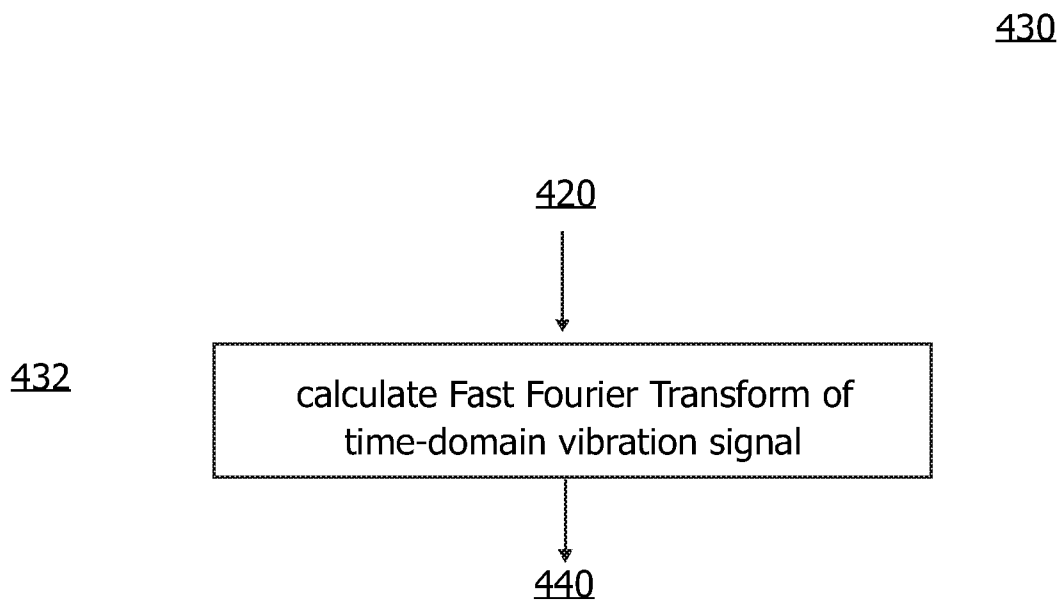 430
420
432
calculate Fast Fourier Transform of
time-domain vibration signal
440